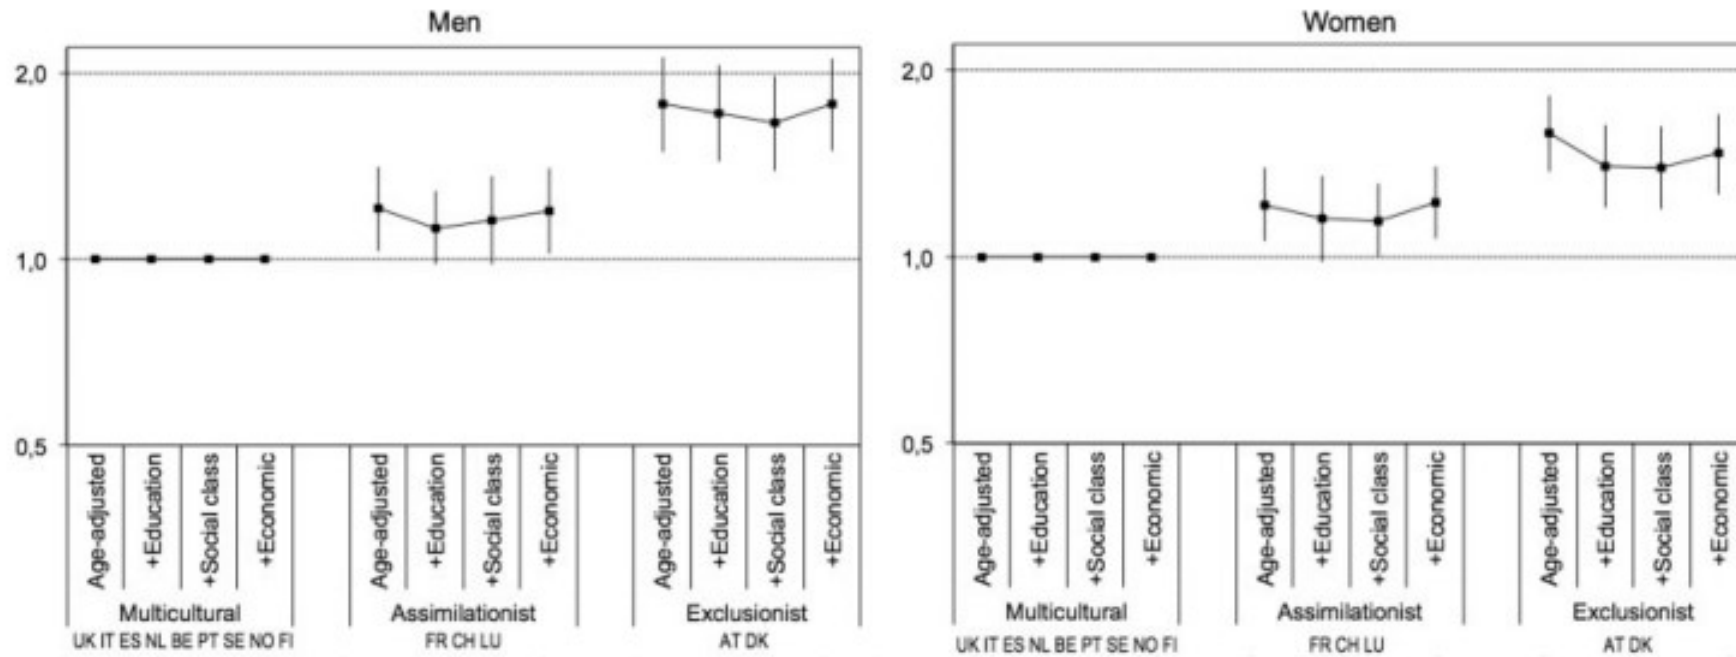 Men
2,0
1,0
0,5
Age-adjusted
+Education
+Social class
+Economic
Age-adjusted
+Education
+Social class
+Economic
Age-adjusted
+Education
+Social class
+Economic
Multicultural
Assimilationist
Exclusionist
UK IT ES NL BE PT SE NO FI
FR CH LU
AT DK
Women
2,0
1,0
0,5
Age-adjusted
+Education
+Social class
+Economic
Age-adjusted
+Education
+Social class
+Economic
Age-adjusted
+Education
+Social class
+Economic
Multicultural
Assimilationist
Exclusionist
UK IT ES NL BE PT SE NO FI
FR CH LU
AT DK